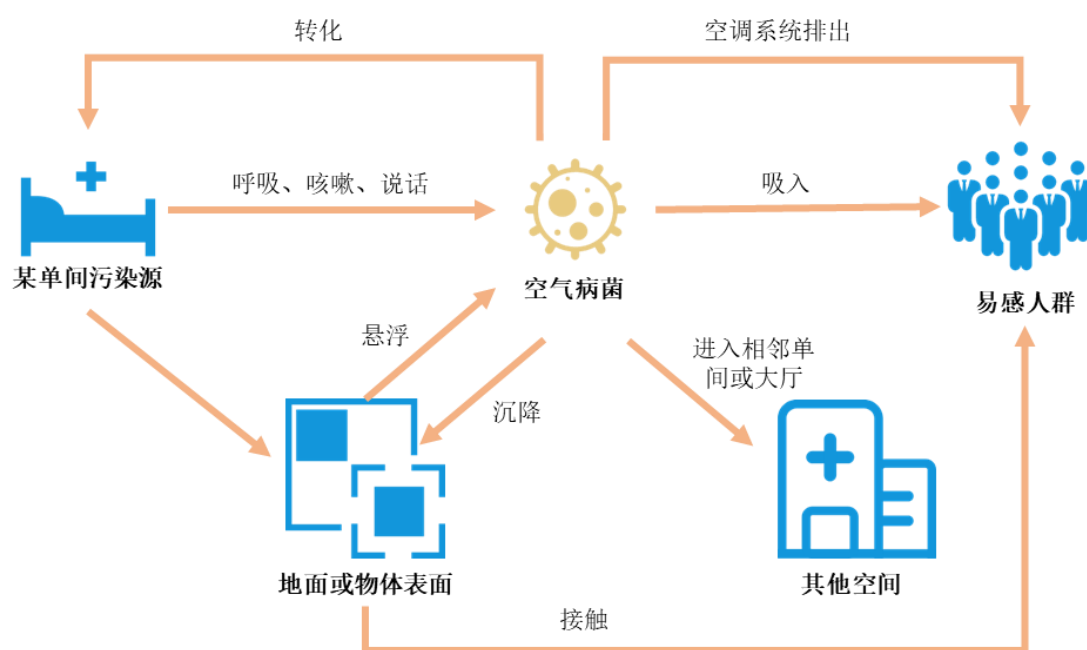 转化
空调系统排出
呼吸、咳嗽、说话
吸入
某单间污染源
空气病菌
易感人群
悬浮
进入相邻单
间或大厅
沉降
地面或物体表面
其他空间
接触